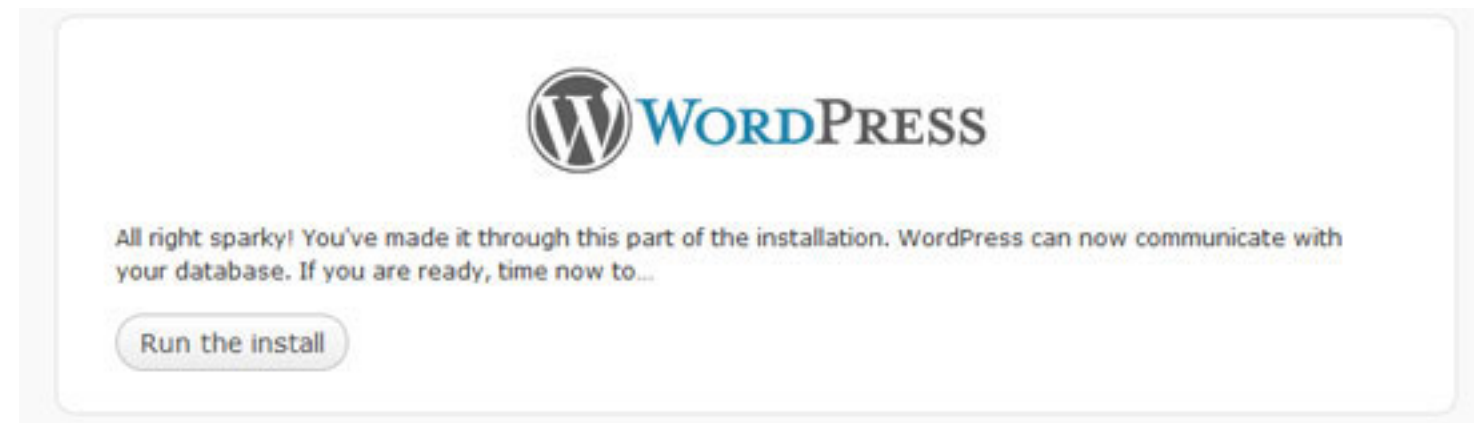 WORDPRESS
All right sparky! You've made it through this part of the installation. WordPress can now communicate with
your database. If you are ready, time now to…
Run the install